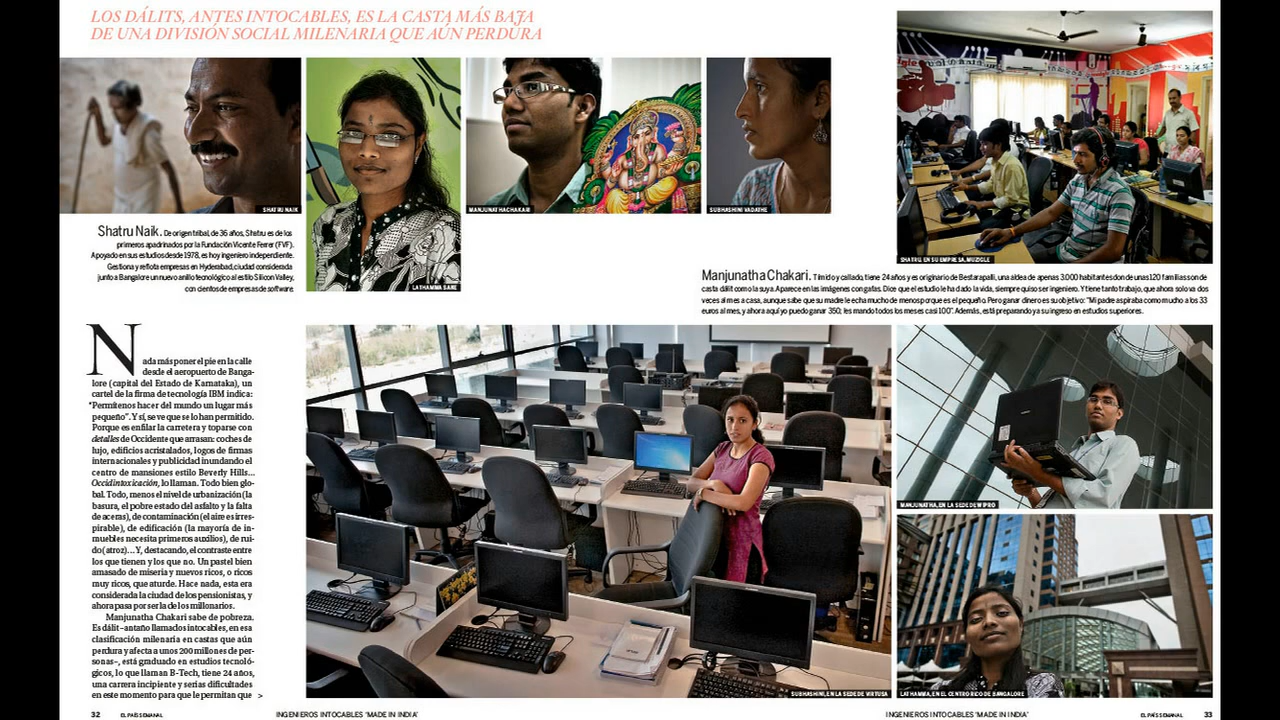 LOS DÁLITS, ANTES INTOCABLES, ES LA CASTA MÁS BAJA
DE UNA DIVISIÓN SOCIAL MILENARIA QUE AÚN PERDURA
SHATRU NAIK
LATHAMMA SAKE
MANJUNATHA CHAKARI
SUBHASHINI VADATHE
SHATRU, EN SU EMPRESA, MUZIGLE
Shatru Naik. De origen tribal, de 36 años, Shatru es de los
primeros apadrinados por la Fundación Vicente Ferrer (FVF).
Apoyado en sus estudios desde 1978, es hoy ingeniero independiente.
Gestiona y reflota empresas en Hyderabad, ciudad considerada
junto a Bangalore un nuevo anillo tecnológico al estilo Silicon Valley,
con cientos de empresas de software.
Manjunatha Chakari. Tímido y callado, tiene 24 años y es originario de Bestarapalli, una aldea de apenas 3.000 habitantes donde unas 120 familias son de
casta dálit como la suya. Aparece en las imágenes con gafas. Dice que el estudio le ha dado la vida, siempre quiso ser ingeniero. Y tiene tanto trabajo, que ahora solo va dos
veces al mes a casa, aunque sabe que su madre le echa mucho de menos porque es el pequeño. Pero ganar dinero es su objetivo: "Mi padre aspiraba como mucho a los 33
euros al mes, y ahora aquí yo puedo ganar 350; les mando todos los meses casi 100". Además, está preparando ya su ingreso en estudios superiores.
Nada más poner el pie en la calle
desde el aeropuerto de Banga-
lore (capital del Estado de Karnataka), un
cartel de la firma de tecnología IBM indica:
"Permítenos hacer del mundo un lugar más
pequeño". Y sí, se ve que se lo han permitido.
Porque es enfilar la carretera y toparse con
detalles de Occidente que arrasan: coches de
lujo, edificios acristalados, logos de firmas
internacionales y publicidad inundando el
centro de mansiones estilo Beverly Hills...
Occidintoxicación, lo llaman. Todo bien glo-
bal. Todo, menos el nivel de urbanización (la
basura, el pobre estado del asfalto y la falta
de aceras), de contaminación (el aire es irres-
pirable), de edificación (la mayoría de in-
muebles necesita primeros auxilios), de rui-
do (atroz)... Y, destacando, el contraste entre
los que tienen y los que no. Un pastel bien
amasado de miseria y nuevos ricos, o ricos
muy ricos, que aturde. Hace nada, esta era
considerada la ciudad de los pensionistas, y
ahora pasa por ser la de los millonarios.
Manjunatha Chakari sabe de pobreza.
Es dálit –antaño llamados intocables, en esa
clasificación milenaria en castas que aún
perdura y afecta a unos 200 millones de per-
sonas–, está graduado en estudios tecnoló-
gicos, lo que llaman B-Tech, tiene 24 años,
una carrera incipiente y serias dificultades
en este momento para que le permitan que >
SUBHASHINI, EN LA SEDE DE VIRTUSA
MANJUNATHA, EN LA SEDE DE WIPRO
LATHAMMA, EN EL CENTRO RICO DE BANGALORE
32 EL PAÍS SEMANAL INGENIEROS INTOCABLES 'MADE IN INDIA'
INGENIEROS INTOCABLES 'MADE IN INDIA' EL PAÍS SEMANAL 33